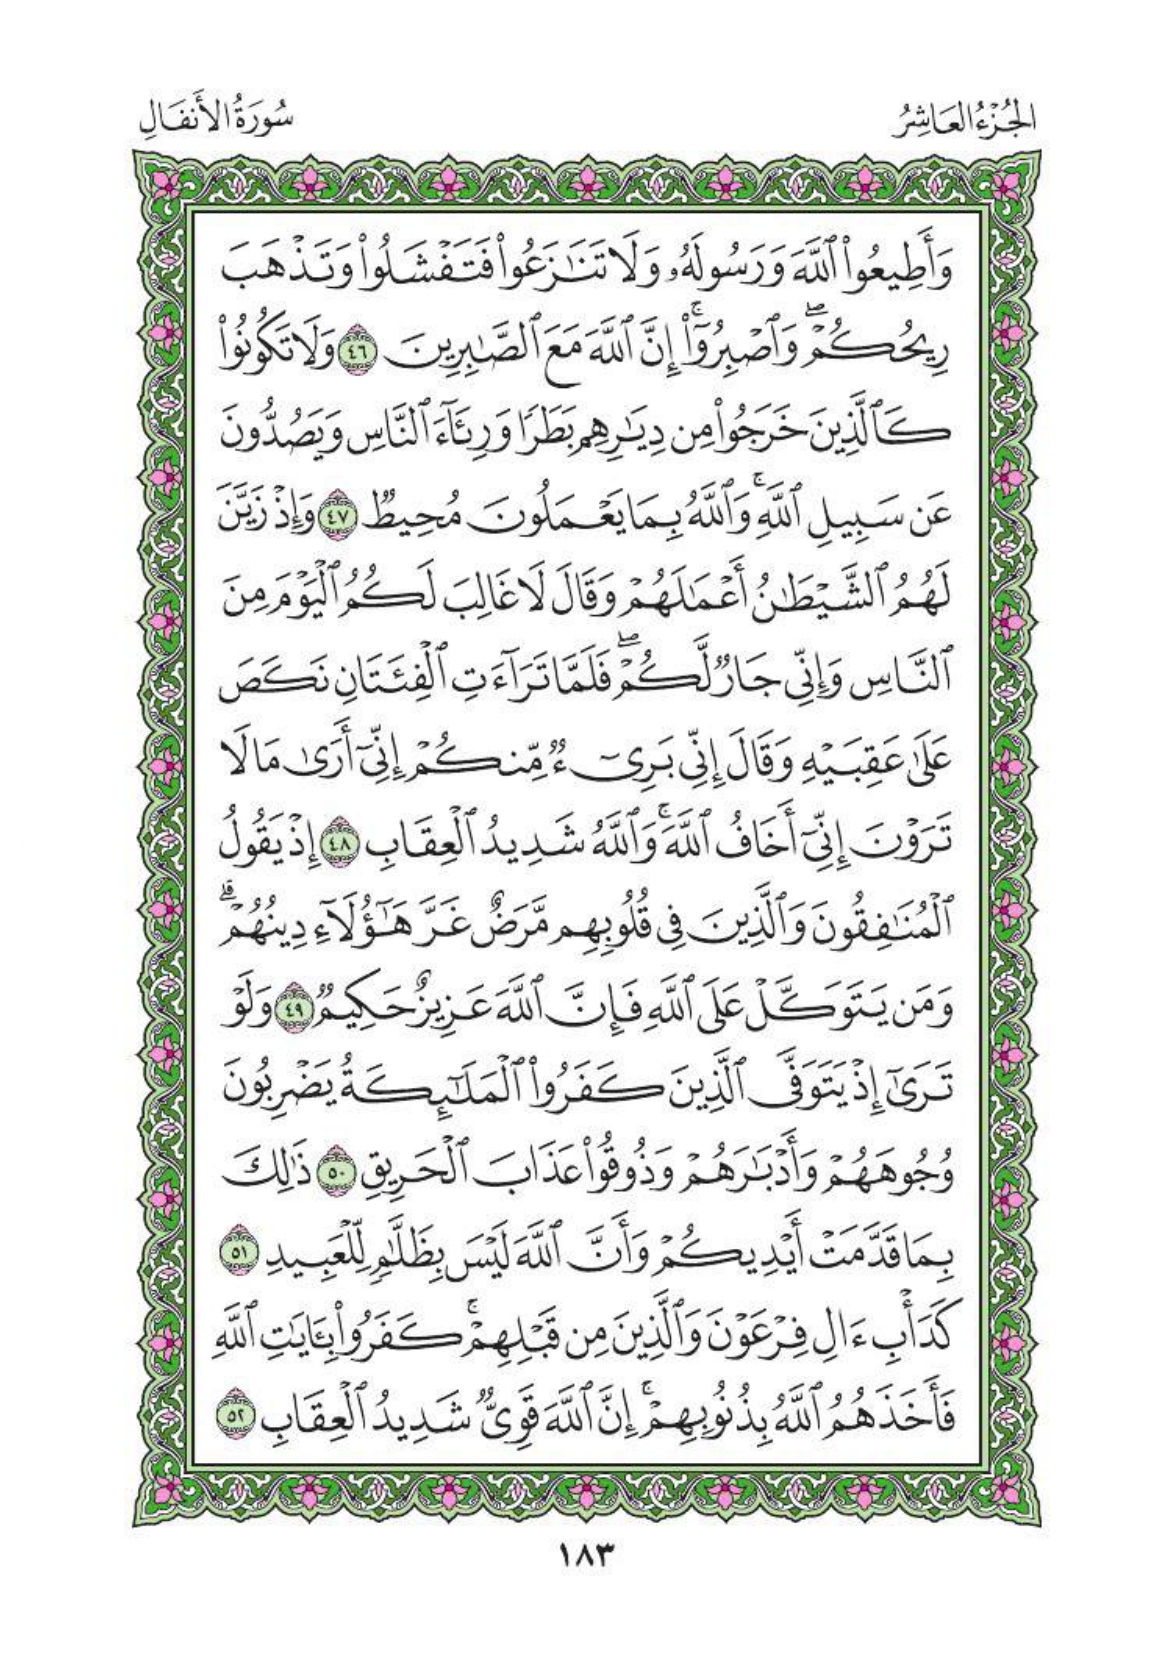 الجُزْءُ العَاشِرُ
سُورَةُ الأَنفَالِ
وَأَطِيعُواْ ٱللَّهَ وَرَسُولَهُۥ وَلَا تَنَـٰزَعُواْ فَتَفۡشَلُواْ وَتَذۡهَبَ
رِيحُكُمۡۖ وَٱصۡبِرُوٓاْۚ إِنَّ ٱللَّهَ مَعَ ٱلصَّـٰبِرِينَ ٤٦ وَلَا تَكُونُواْ
كَٱلَّذِينَ خَرَجُواْ مِن دِيَـٰرِهِم بَطَرٗا وَرِئَآءَ ٱلنَّاسِ وَيَصُدُّونَ
عَن سَبِيلِ ٱللَّهِۚ وَٱللَّهُ بِمَا يَعۡمَلُونَ مُحِيطٞ ٤٧ وَإِذۡ زَيَّنَ
لَهُمُ ٱلشَّيۡطَـٰنُ أَعۡمَـٰلَهُمۡ وَقَالَ لَا غَالِبَ لَكُمُ ٱلۡيَوۡمَ مِنَ
ٱلنَّاسِ وَإِنِّي جَارٞ لَّكُمۡۖ فَلَمَّا تَرَآءَتِ ٱلۡفِئَتَانِ نَكَصَ
عَلَىٰ عَقِبَيۡهِ وَقَالَ إِنِّي بَرِيٓءٞ مِّنكُمۡ إِنِّيٓ أَرَىٰ مَا لَا
تَرَوۡنَ إِنِّيٓ أَخَافُ ٱللَّهَۚ وَٱللَّهُ شَدِيدُ ٱلۡعِقَابِ ٤٨ إِذۡ يَقُولُ
ٱلۡمُنَـٰفِقُونَ وَٱلَّذِينَ فِي قُلُوبِهِم مَّرَضٌ غَرَّ هَـٰٓؤُلَآءِ دِينُهُمۡۗ
وَمَن يَتَوَكَّلۡ عَلَى ٱللَّهِ فَإِنَّ ٱللَّهَ عَزِيزٌ حَكِيمٞ ٤٩ وَلَوۡ
تَرَىٰٓ إِذۡ يَتَوَفَّى ٱلَّذِينَ كَفَرُواْ ٱلۡمَلَـٰٓئِكَةُ يَضۡرِبُونَ
وُجُوهَهُمۡ وَأَدۡبَـٰرَهُمۡ وَذُوقُواْ عَذَابَ ٱلۡحَرِيقِ ٥٠ ذَٰلِكَ
بِمَا قَدَّمَتۡ أَيۡدِيكُمۡ وَأَنَّ ٱللَّهَ لَيۡسَ بِظَلَّـٰمٖ لِّلۡعَبِيدِ ٥١
كَدَأۡبِ ءَالِ فِرۡعَوۡنَ وَٱلَّذِينَ مِن قَبۡلِهِمۡۚ كَفَرُواْ بِـَٔايَـٰتِ ٱللَّهِ
فَأَخَذَهُمُ ٱللَّهُ بِذُنُوبِهِمۡۚ إِنَّ ٱللَّهَ قَوِيّٞ شَدِيدُ ٱلۡعِقَابِ ٥٢
١٨٣